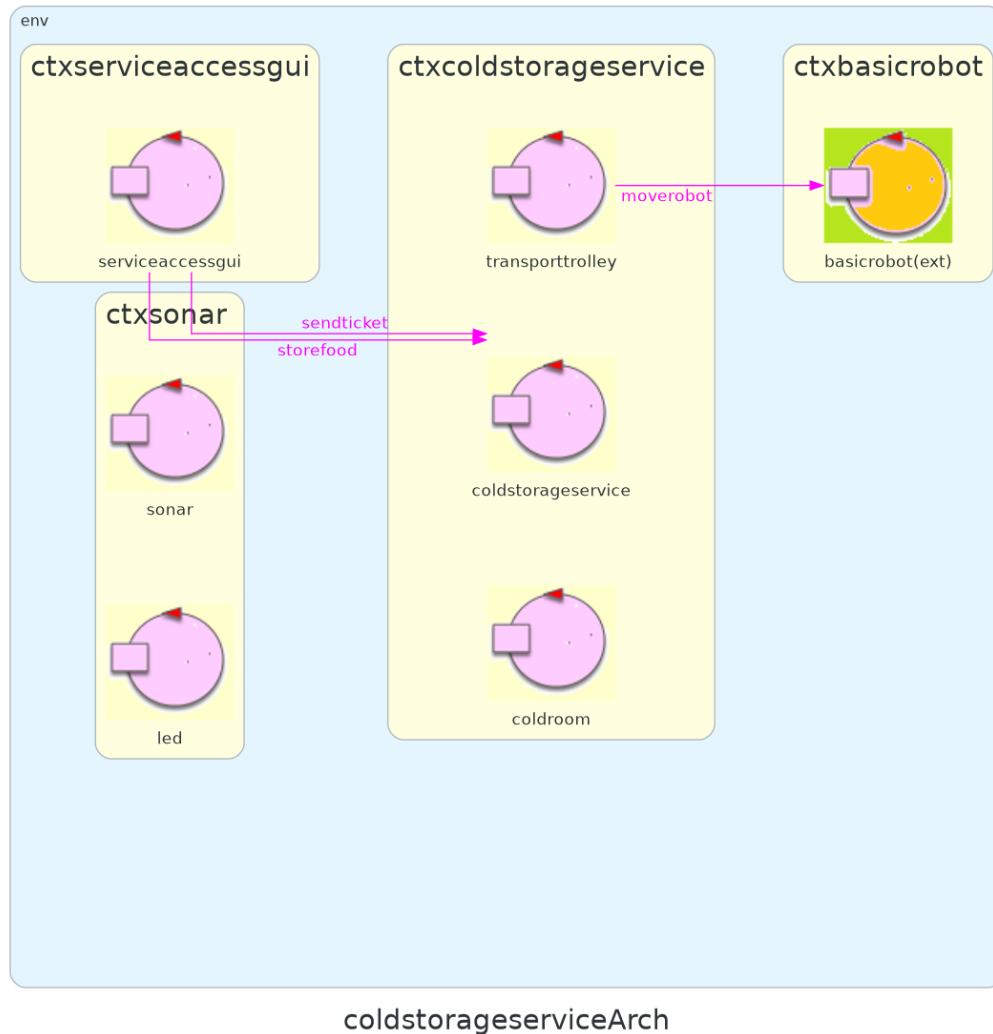 env
ctxserviceaccessgui
ctxcoldstorageservice
ctxbasicrobot
serviceaccessgui
transporttrolley
moverobot
basicrobot(ext)
ctxsonar
sendticket
storefood
sonar
coldstorageservice
led
coldroom
coldstorageserviceArch